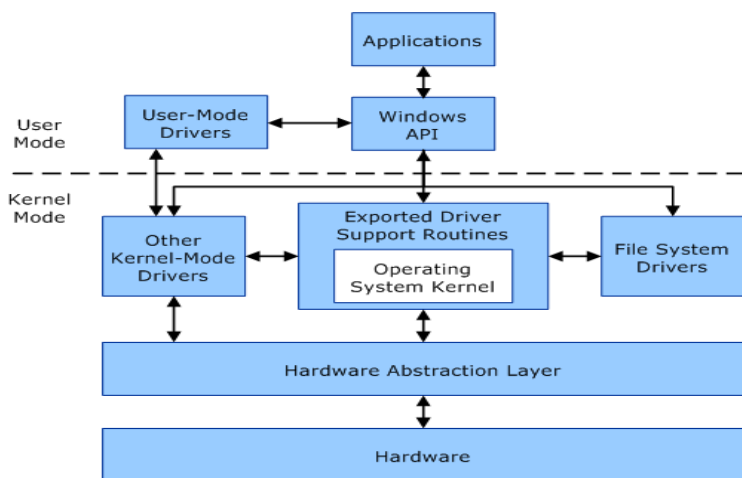 Applications
User
Mode
User-Mode
Drivers
Windows
API
Kernel
Mode
Other
Kernel-Mode
Drivers
Exported Driver
Support Routines
Operating
System Kernel
File System
Drivers
Hardware Abstraction Layer
Hardware